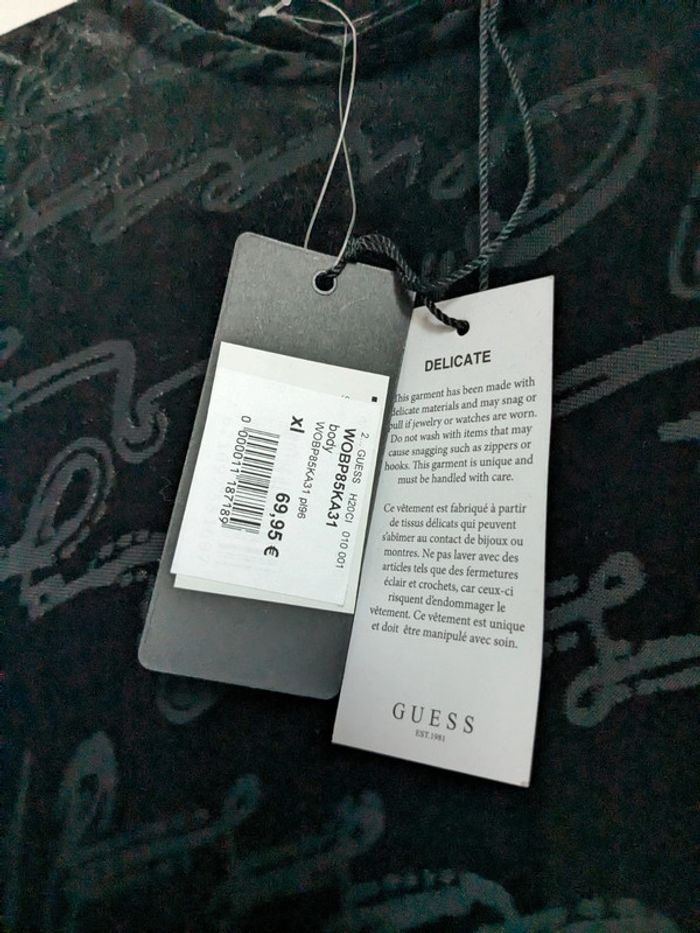 2. GUESS H20CI 010 001
WOBP85KA31
body
WOBP85KA31 pl96
xl
69,95 €
0 000011 187189
DELICATE
This garment has been made with
delicate materials and may snag or
pull if jewelry or watches are worn.
Do not wash with items that may
cause snagging such as zippers or
hooks. This garment is unique and
must be handled with care.
Ce vêtement est fabriqué à partir
de tissus délicats qui peuvent
s'abîmer au contact de bijoux ou
montres. Ne pas laver avec des
articles tels que des fermetures
éclair et crochets, car ceux-ci
risquent d'endommager le
vêtement. Ce vêtement est unique
et doit être manipulé avec soin.
GUESS
EST. 1981